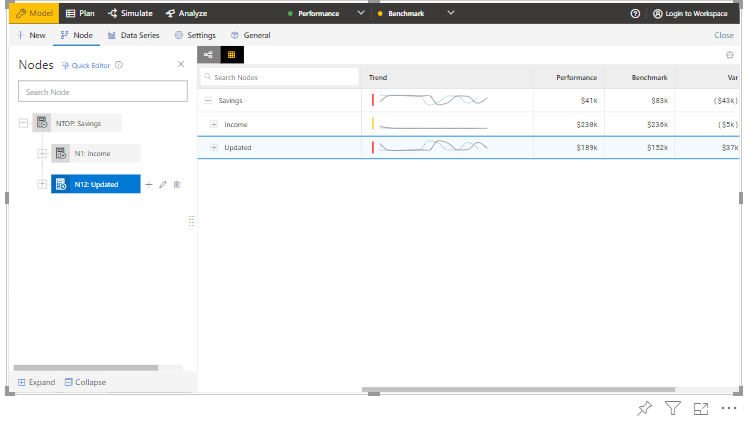 Model Plan Simulate Analyze Performance Benchmark Login to Workspace
New Node Data Series Settings General Close
Nodes Quick Editor
Search Node
NTOP: Savings
N1: Income
N12: Updated
Expand Collapse
Search Nodes Trend Performance Benchmark Var
Savings $41k $83k ($43k)
Income $230k $236k ($5k)
Updated $189k $152k $37k